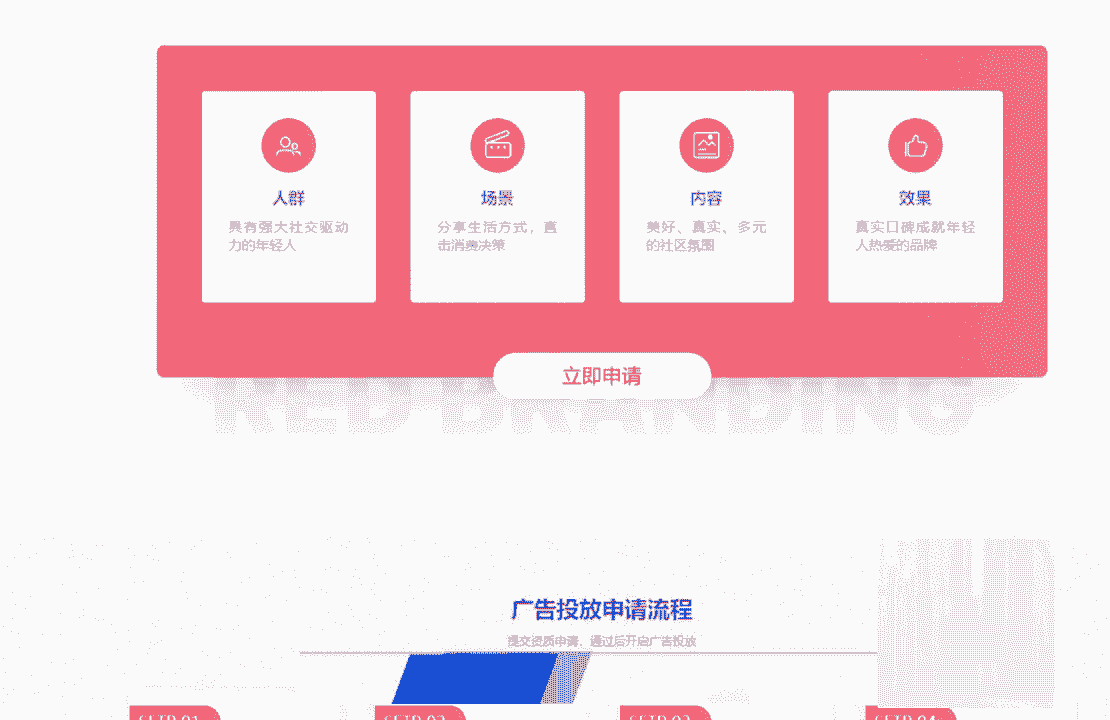 人群
具有强大社交驱动
力的年轻人
场景
分享生活方式，直
击消费决策
内容
美好、真实、多元
的社区氛围
效果
真实口碑成就年轻
人热爱的品牌
立即申请
RED BRANDING
广告投放申请流程
提交资质申请，通过后开启广告投放
STEP 01
STEP 02
STEP 03
STEP 04